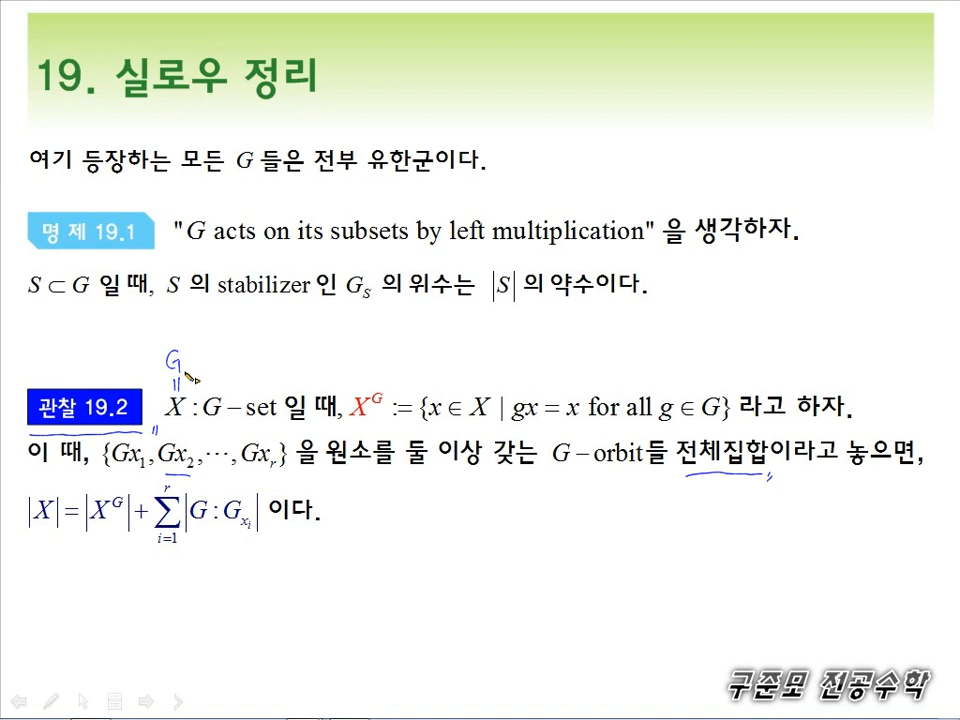 19. 실로우 정리
여기 등장하는 모든 G 들은 전부 유한군이다.
명 제 19.1 "G acts on its subsets by left multiplication" 을 생각하자.
S ⊂ G 일 때, S 의 stabilizer 인 G_S 의 위수는 |S| 의 약수이다.
G
||
관찰 19.2 X : G − set 일 때, X^G := {x ∈ X | gx = x for all g ∈ G} 라고 하자.
이 때, {Gx_1, Gx_2, ⋯, Gx_r} 을 원소를 둘 이상 갖는 G − orbit들 전체집합이라고 놓으면,
|X| = |X^G| + ∑_{i=1}^{r} |G : G_{x_i}| 이다.
구준모 전공수학